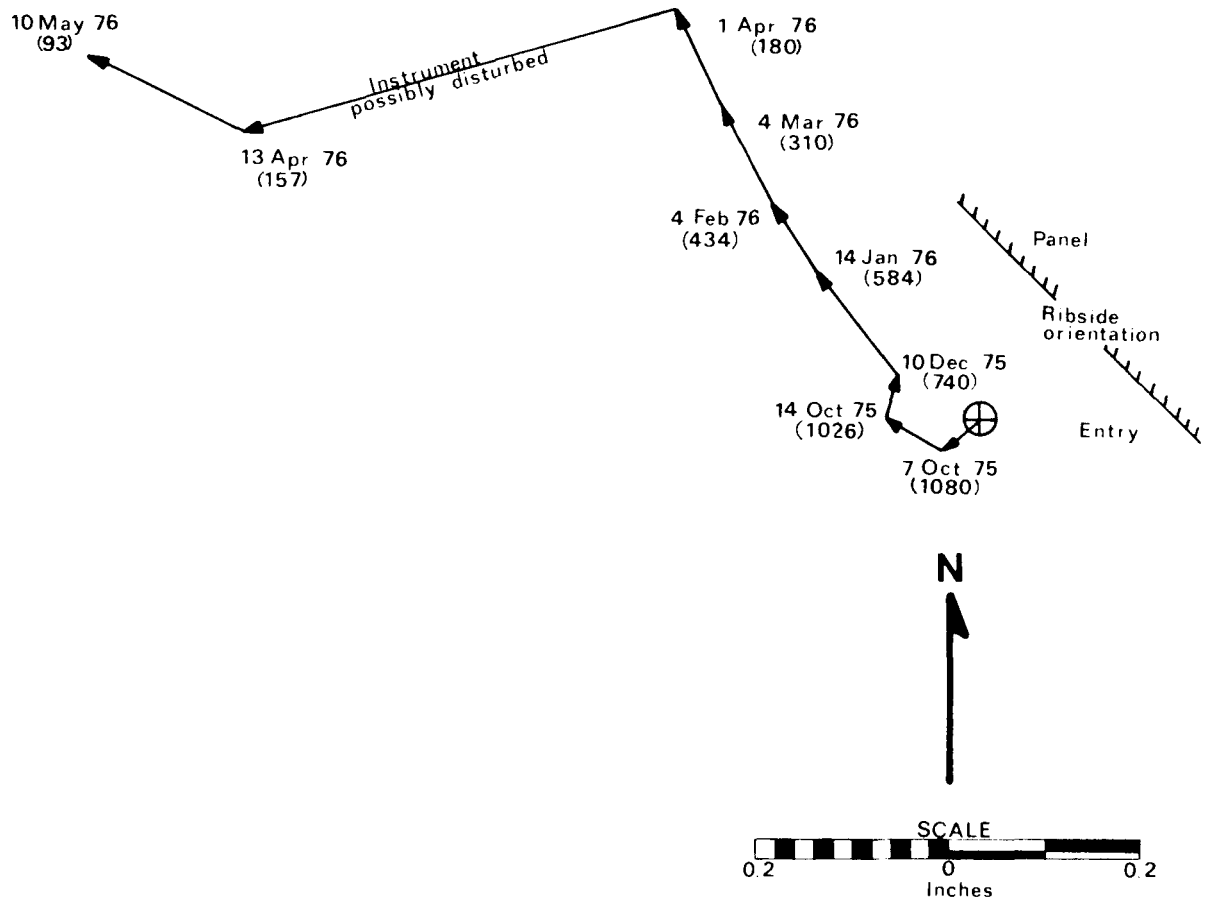 10 May 76
(93)
1 Apr 76
(180)
Instrument
possibly disturbed
4 Mar 76
(310)
13 Apr 76
(157)
4 Feb 76
(434)
14 Jan 76
(584)
Panel
Ribside
orientation
Entry
10 Dec 75
(740)
14 Oct 75
(1026)
7 Oct 75
(1080)
N
SCALE
0.2 0 0.2
Inches